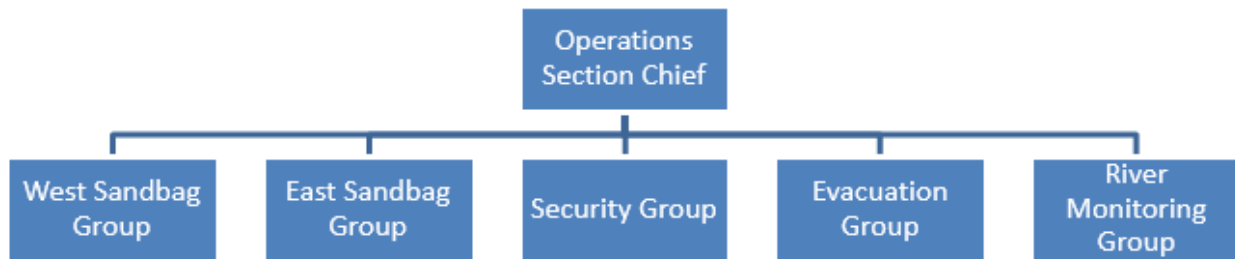 Operations
Section Chief
West Sandbag
Group
East Sandbag
Group
Security Group
Evacuation
Group
River
Monitoring
Group